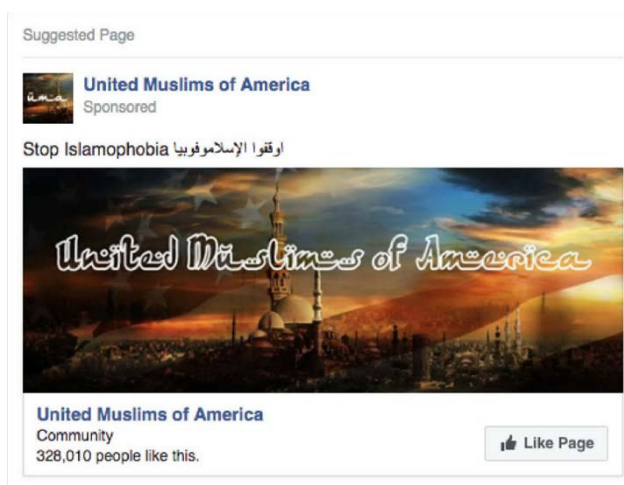 Suggested Page
uma
United Muslims of America
Sponsored
Stop Islamophobia اوقفوا الإسلاموفوبيا
United Muslims of America
United Muslims of America
Community
328,010 people like this.
Like Page